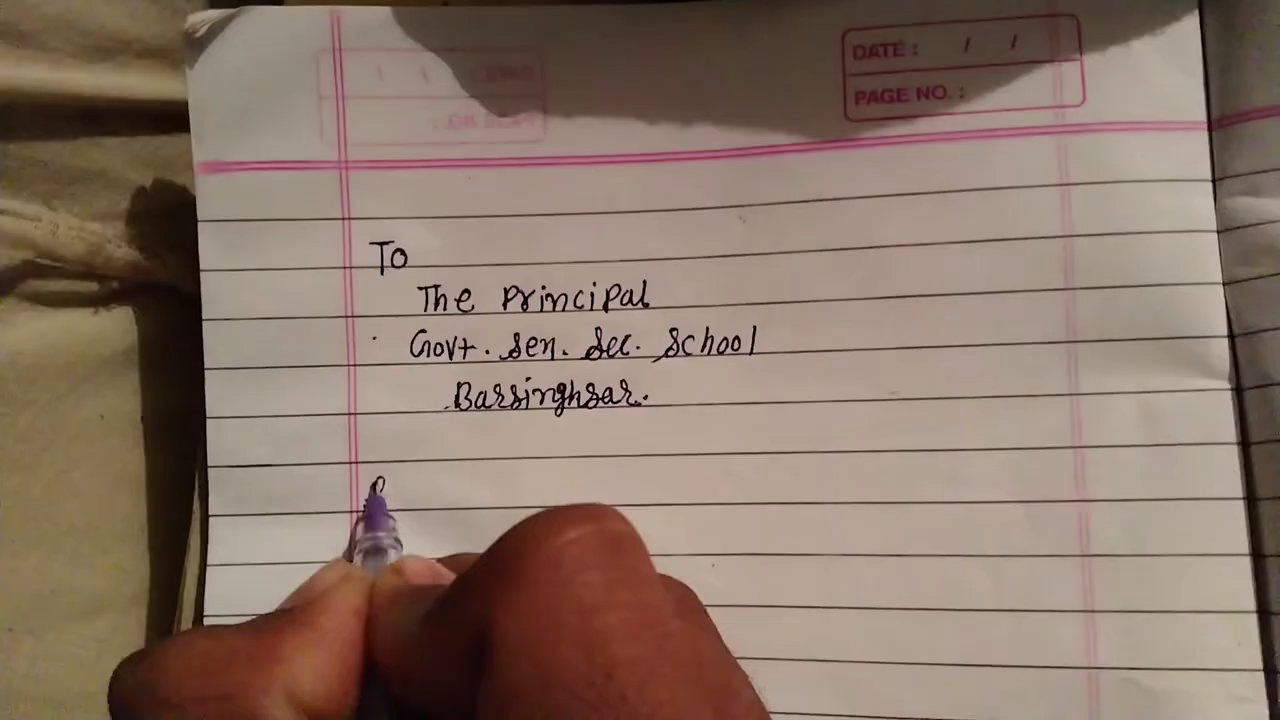 DATE : / /
PAGE NO. :
To
The Principal
Govt. Sen. Sec. School
Barsinghsar.